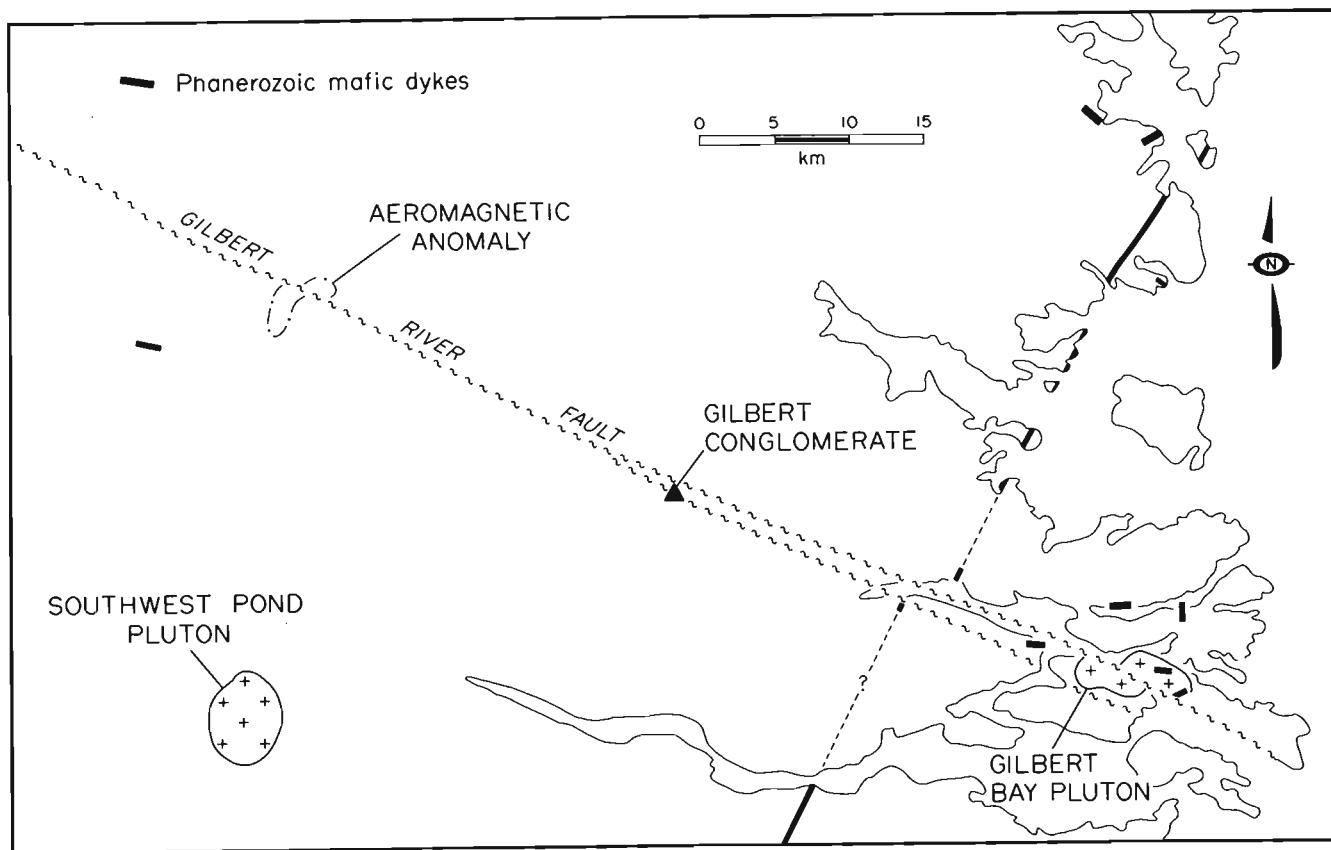 Phanerozoic mafic dykes
0 5 10 15
km
N
AEROMAGNETIC
ANOMALY
GILBERT
RIVER
FAULT
GILBERT
CONGLOMERATE
SOUTHWEST POND
PLUTON
?
GILBERT
BAY PLUTON